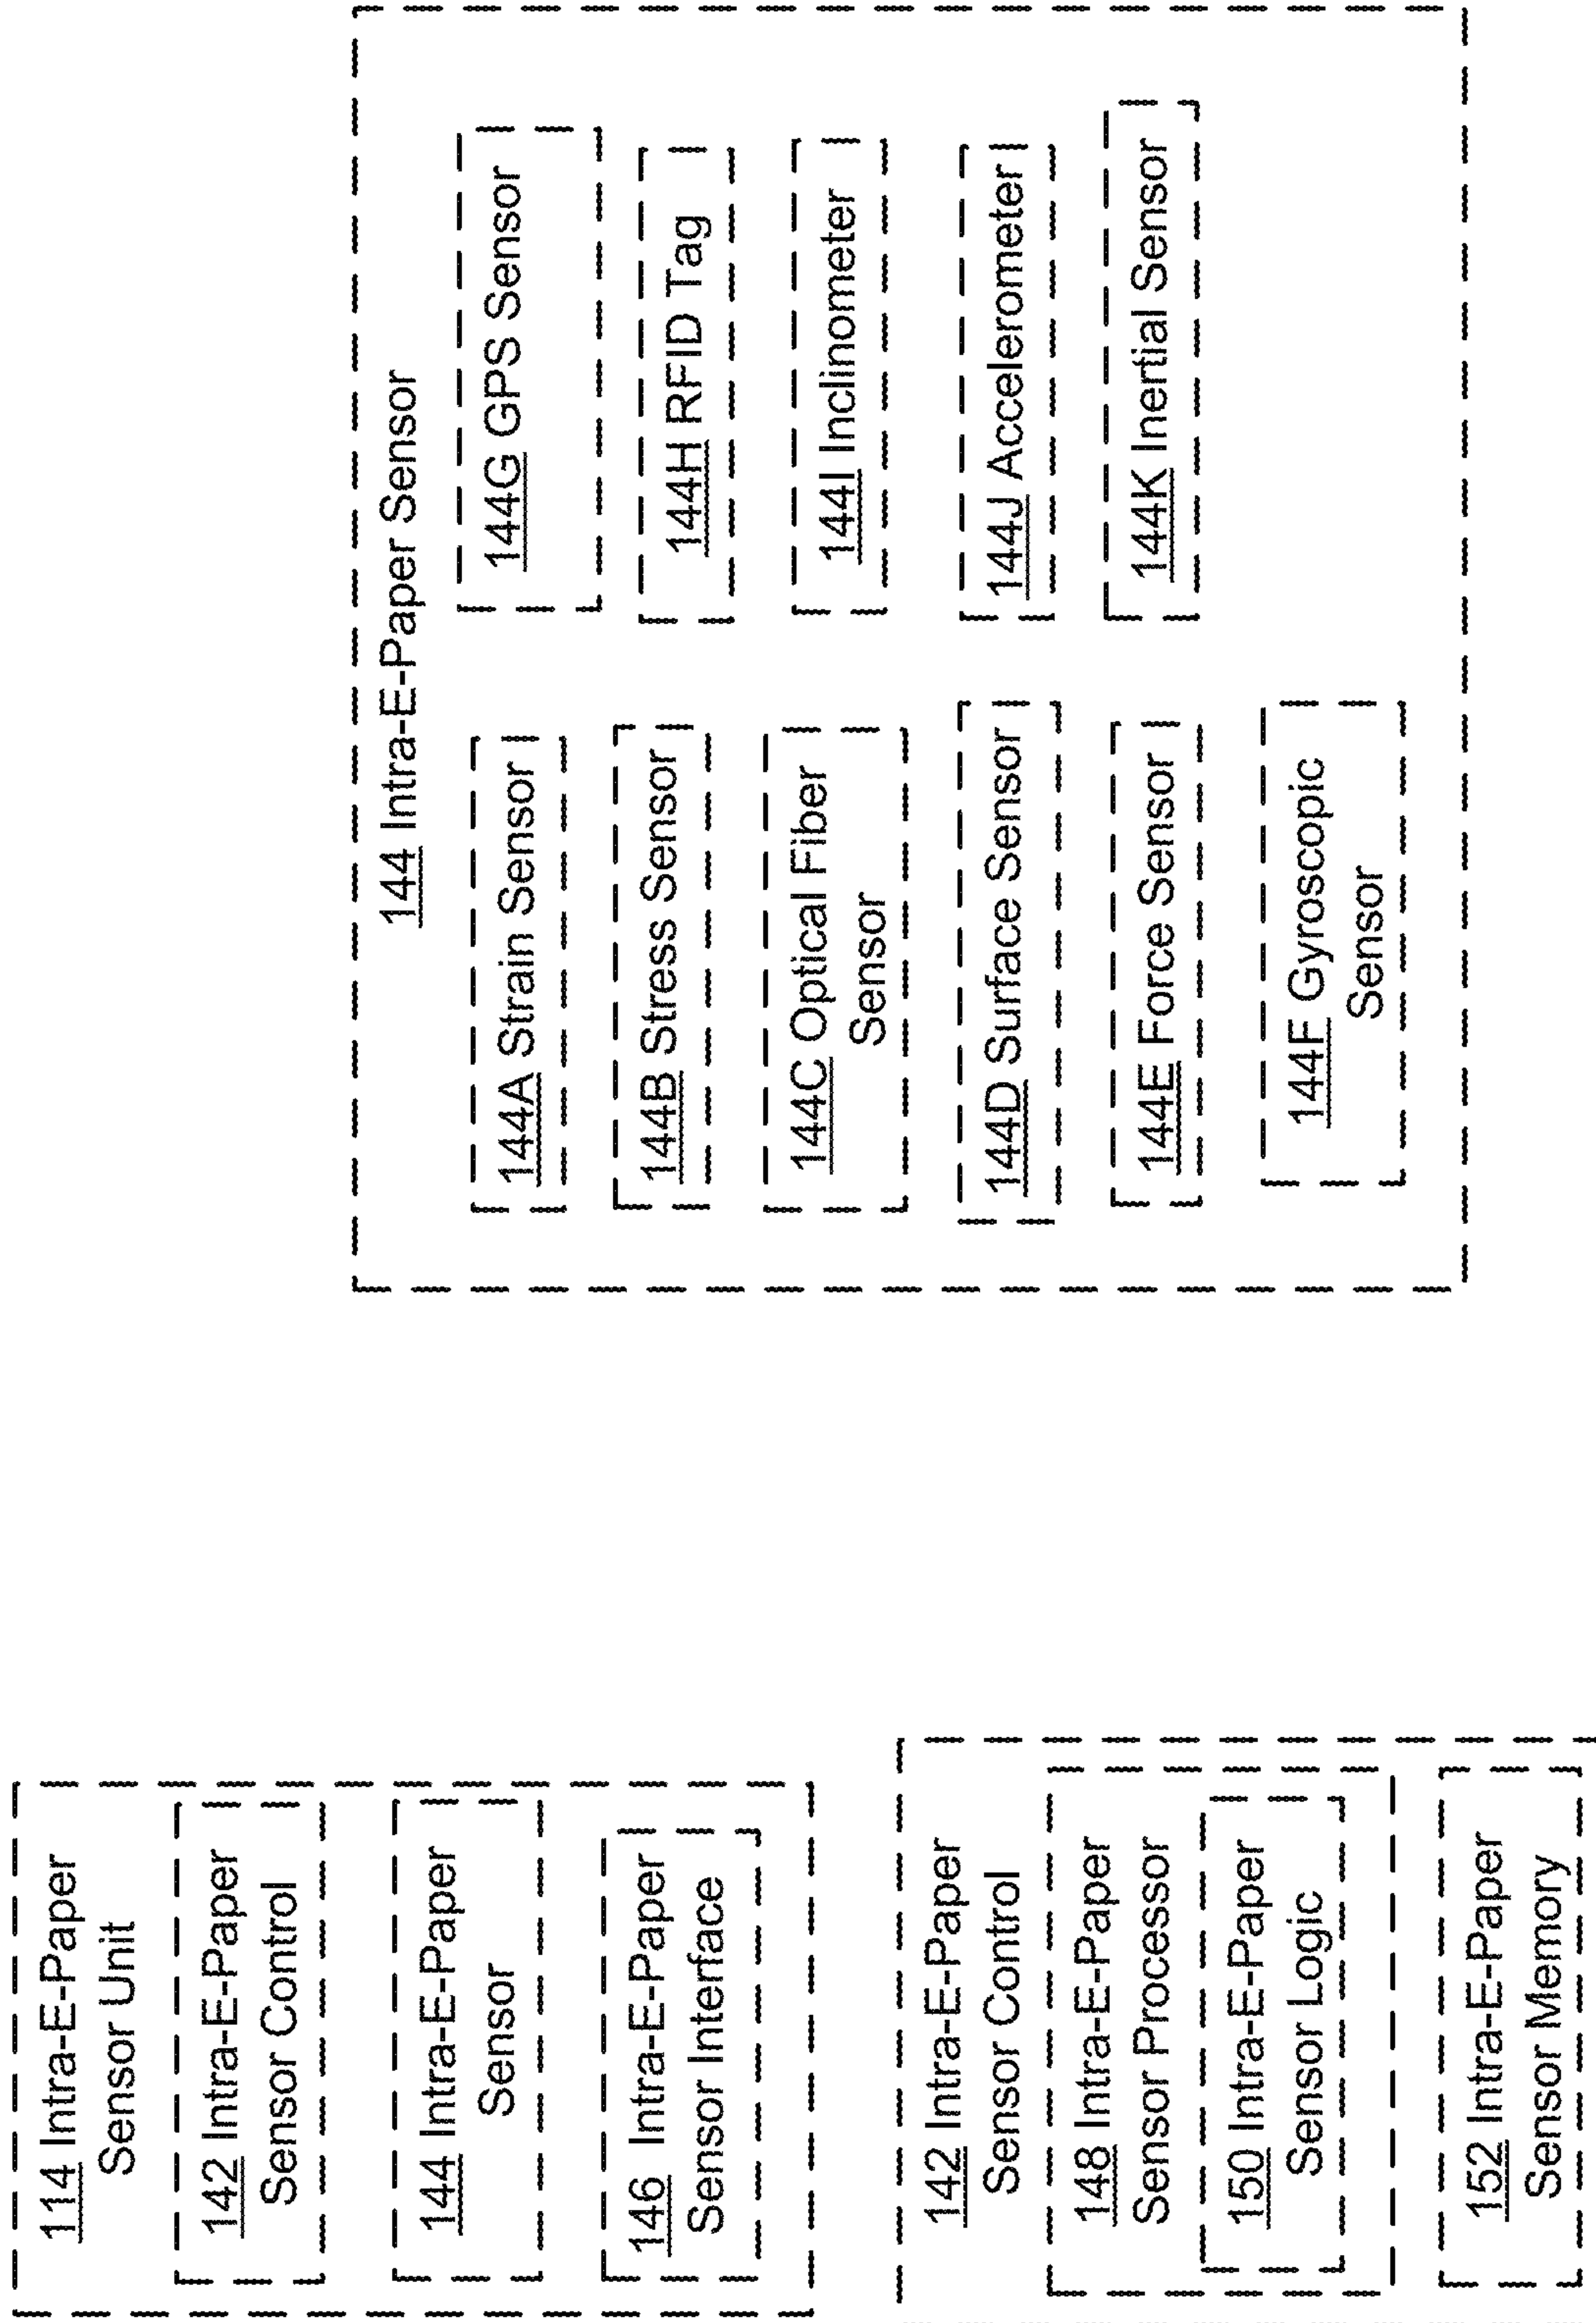 114 Intra-E-Paper
Sensor Unit
142 Intra-E-Paper
Sensor Control
144 Intra-E-Paper
Sensor
146 Intra-E-Paper
Sensor Interface
142 Intra-E-Paper
Sensor Control
148 Intra-E-Paper
Sensor Processor
150 Intra-E-Paper
Sensor Logic
152 Intra-E-Paper
Sensor Memory
144 Intra-E-Paper Sensor
144A Strain Sensor
144B Stress Sensor
144C Optical Fiber
Sensor
144D Surface Sensor
144E Force Sensor
144F Gyroscopic
Sensor
144G GPS Sensor
144H RFID Tag
144I Inclinometer
144J Accelerometer
144K Inertial Sensor